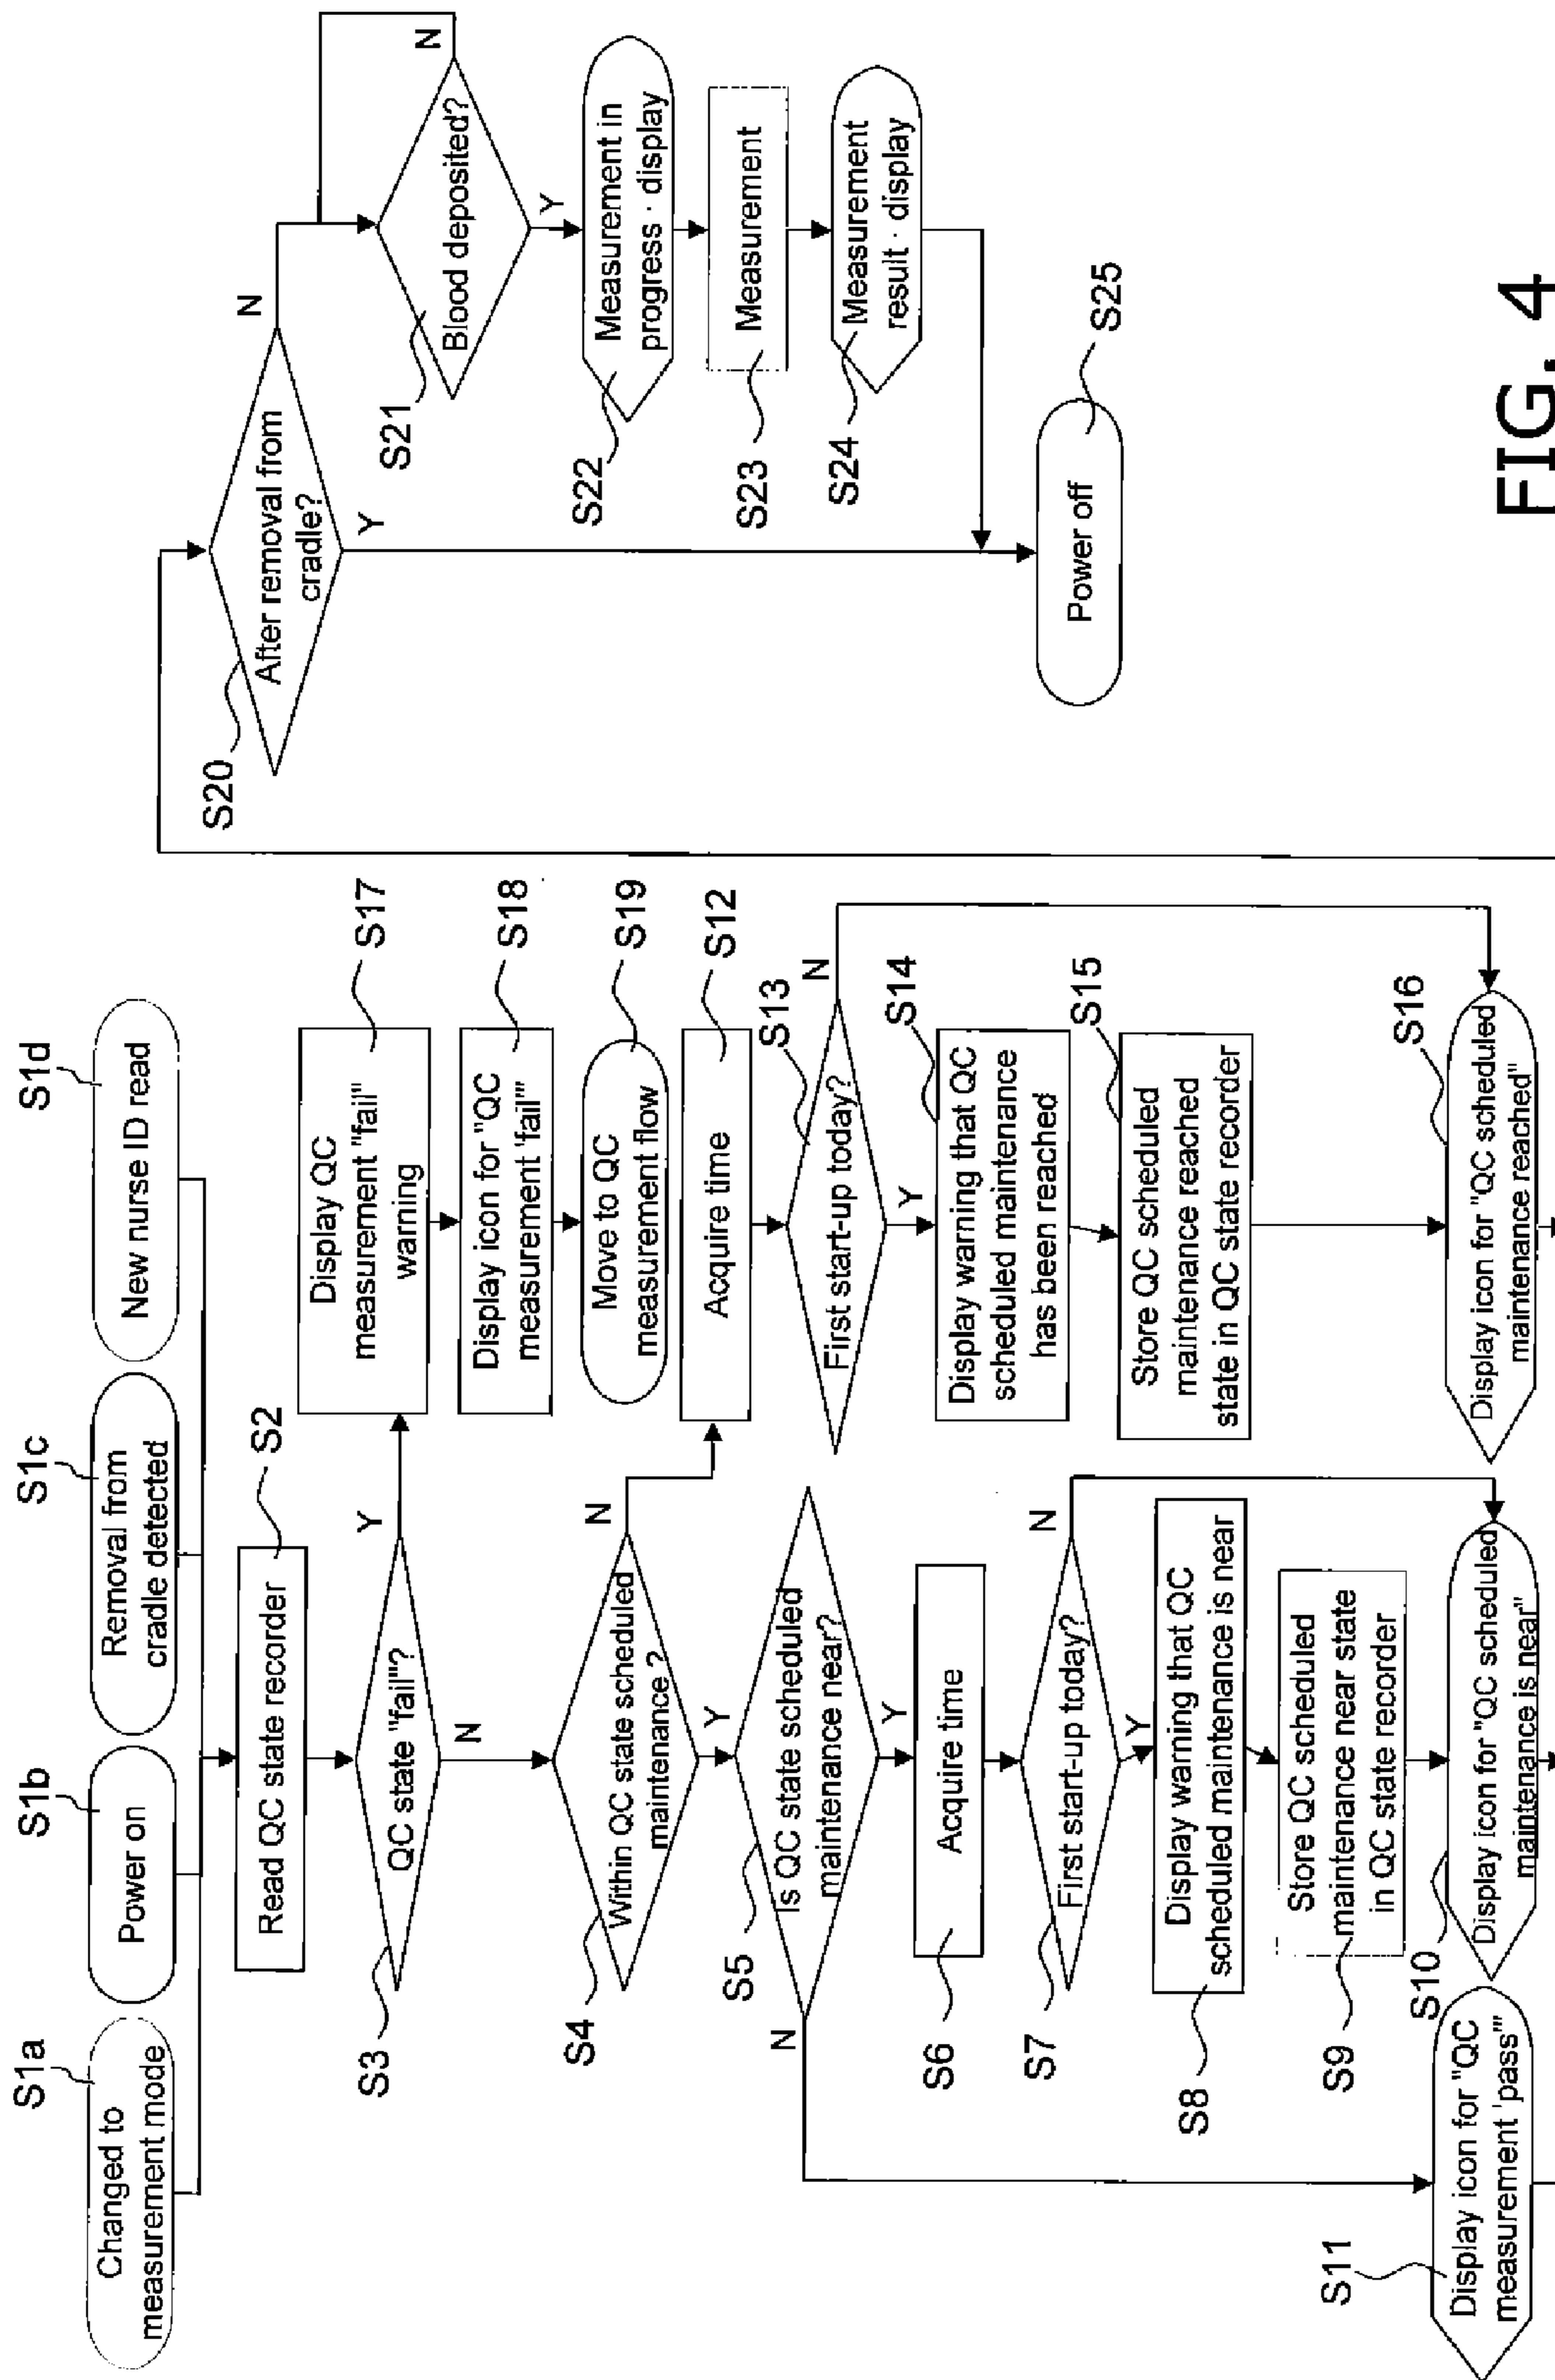 S1a
Changed to
measurement mode
S1b
Power on
S1c
Removal from
cradle detected
S1d
New nurse ID read
S2
Read QC state recorder
S3
QC state "fail"?
Y
N
S4
Within QC state scheduled
maintenance ?
N
Y
S5
Is QC state scheduled
maintenance near?
N
Y
S6
Acquire time
S7
First start-up today?
N
Y
S8
Display warning that QC
scheduled maintenance is near
S9
Store QC scheduled
maintenance near state
in QC state recorder
S10
Display icon for "QC scheduled
maintenance is near"
S11
Display icon for "QC
measurement 'pass'"
S17
Display QC
measurement "fail"
warning
S18
Display icon for "QC
measurement 'fail'"
S19
Move to QC
measurement flow
S12
Acquire time
S13
First start-up today?
N
Y
S14
Display warning that QC
scheduled maintenance
has been reached
S15
Store QC scheduled
maintenance reached
state in QC state recorder
S16
Display icon for "QC scheduled
maintenance reached"
S20
After removal from
cradle?
N
Y
S21
Blood deposited?
N
Y
S22
Measurement in
progress · display
S23
Measurement
S24
Measurement
result · display
S25
Power off
FIG. 4